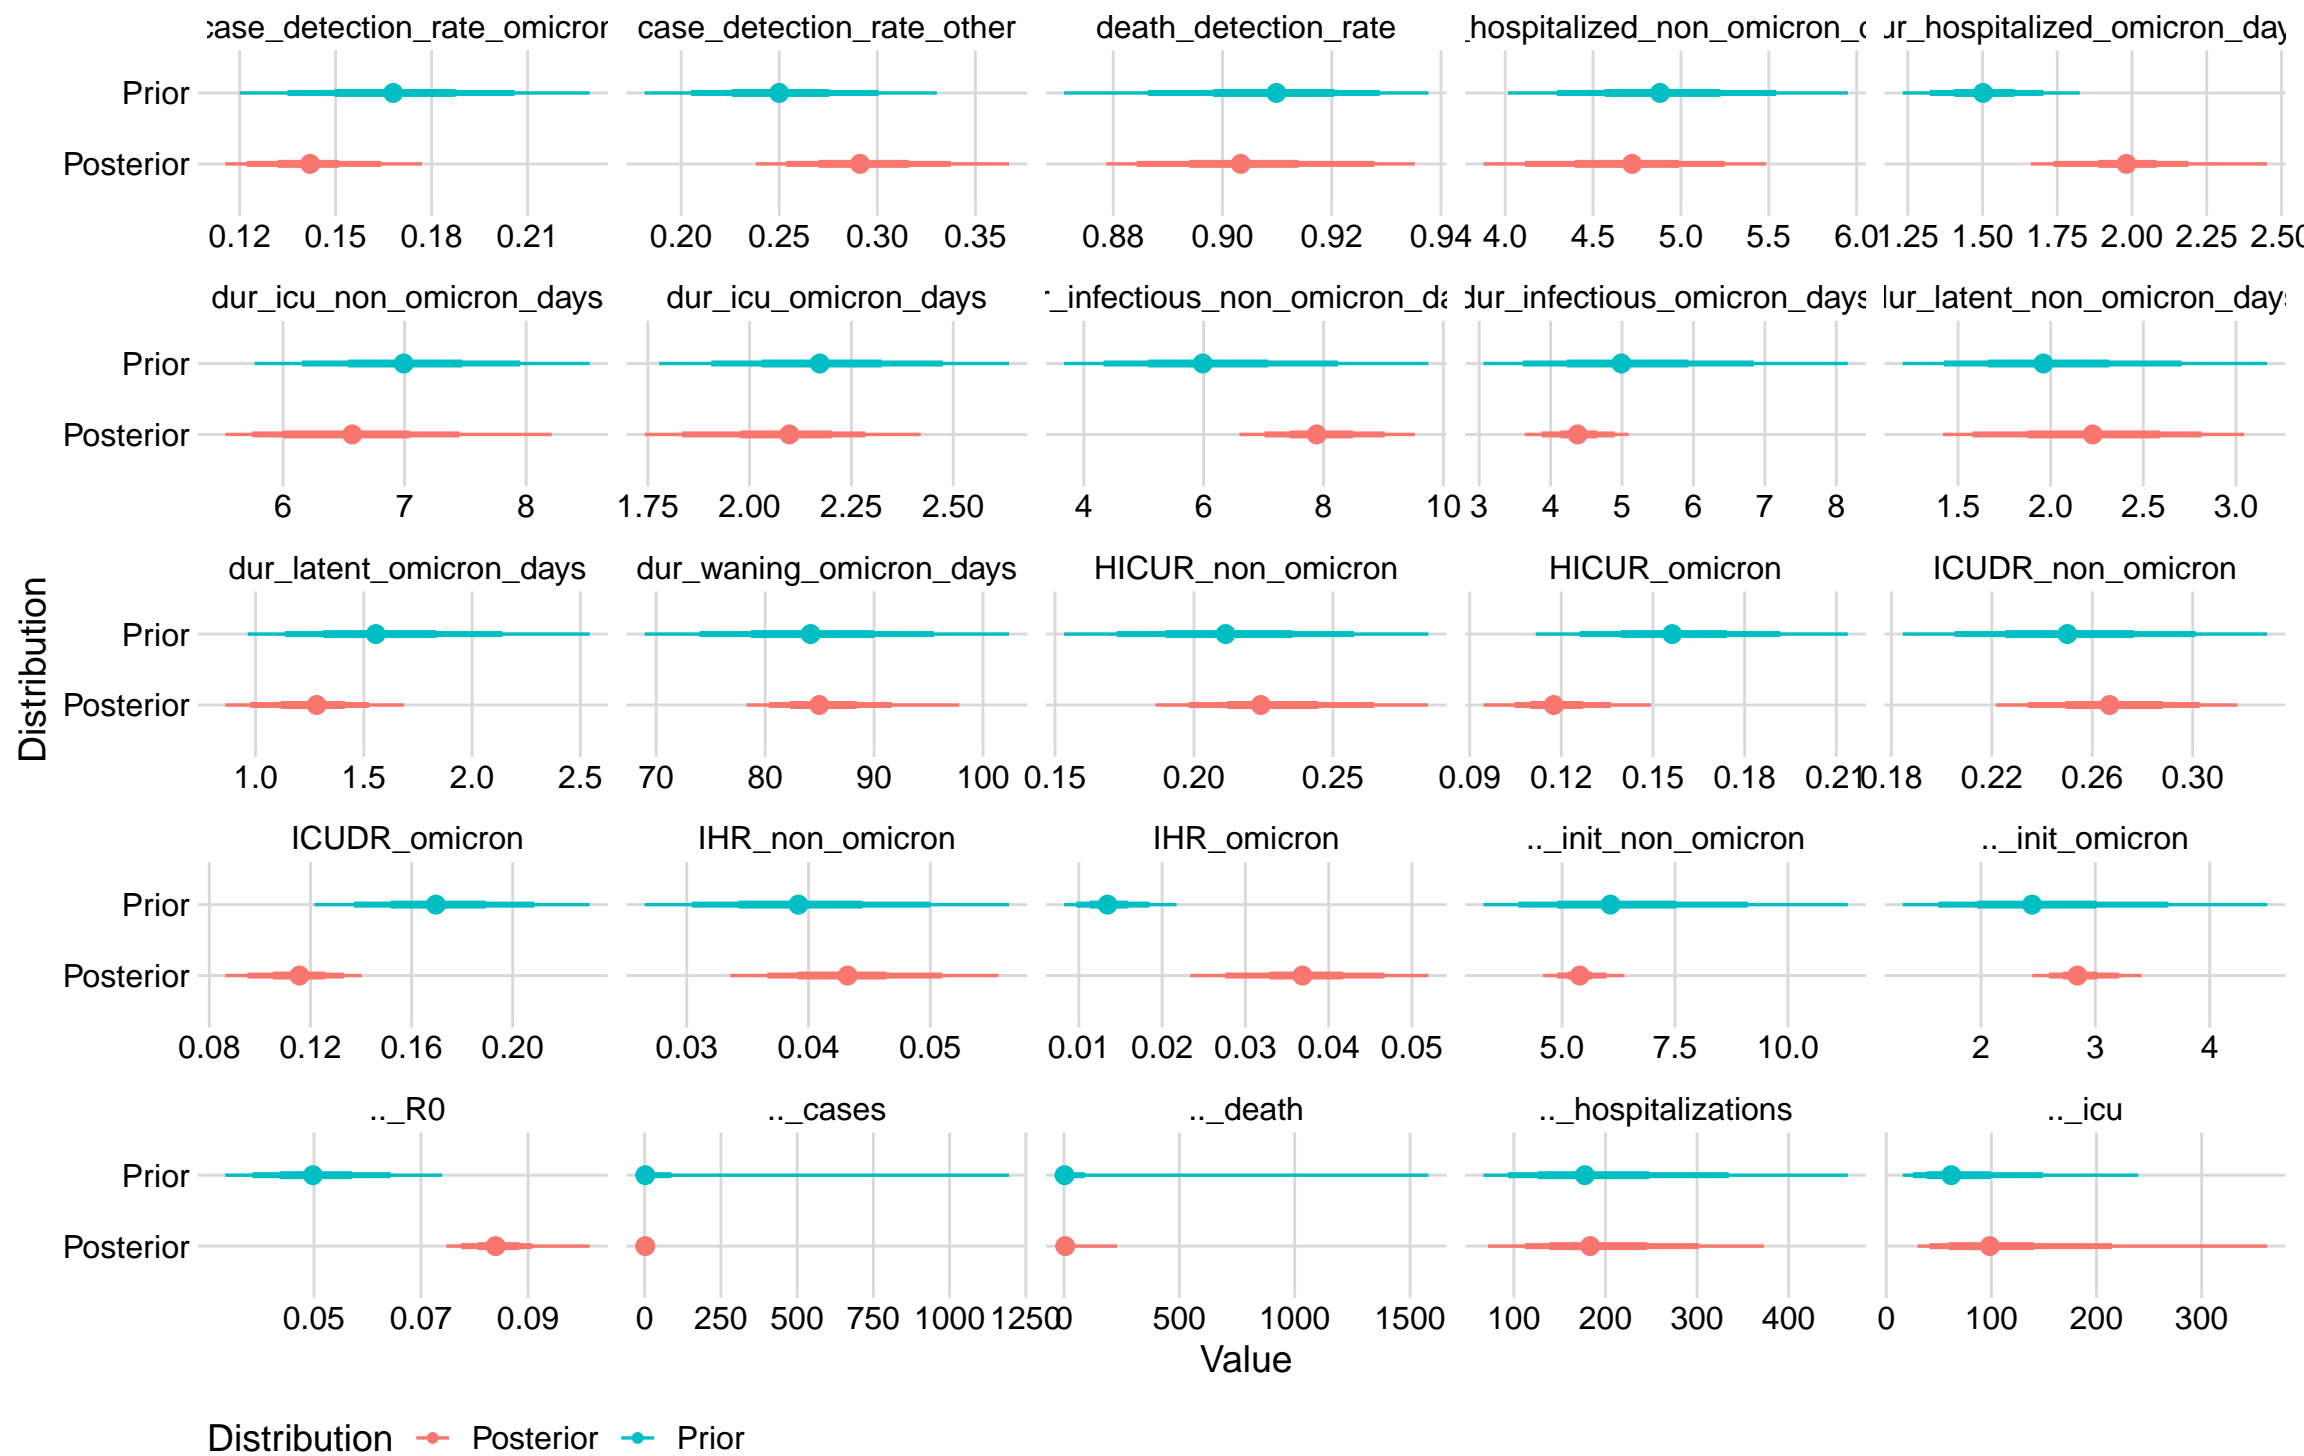 case_detection_rate_omicron case_detection_rate_other death_detection_rate _hospitalized_non_omicron_ ur_hospitalized_omicron_day
Prior
Posterior
0.12 0.15 0.18 0.21 0.20 0.25 0.30 0.35 0.88 0.90 0.92 0.94 4.0 4.5 5.0 5.5 6.0 1.25 1.50 1.75 2.00 2.25 2.50
dur_icu_non_omicron_days dur_icu_omicron_days r_infectious_non_omicron_da dur_infectious_omicron_days dur_latent_non_omicron_days
Prior
Posterior
6 7 8 1.75 2.00 2.25 2.50 4 6 8 10 3 4 5 6 7 8 1.5 2.0 2.5 3.0
dur_latent_omicron_days dur_waning_omicron_days HICUR_non_omicron HICUR_omicron ICUDR_non_omicron
Prior
Posterior
1.0 1.5 2.0 2.5 70 80 90 100 0.15 0.20 0.25 0.09 0.12 0.15 0.18 0.21 0.18 0.22 0.26 0.30
ICUDR_omicron IHR_non_omicron IHR_omicron .._init_non_omicron .._init_omicron
Prior
Posterior
0.08 0.12 0.16 0.20 0.03 0.04 0.05 0.01 0.02 0.03 0.04 0.05 5.0 7.5 10.0 2 3 4
.._R0 .._cases .._death .._hospitalizations .._icu
Prior
Posterior
0.05 0.07 0.09 0 250 500 750 1000 1250 0 500 1000 1500 100 200 300 400 0 100 200 300
Distribution
Value
Distribution Posterior Prior